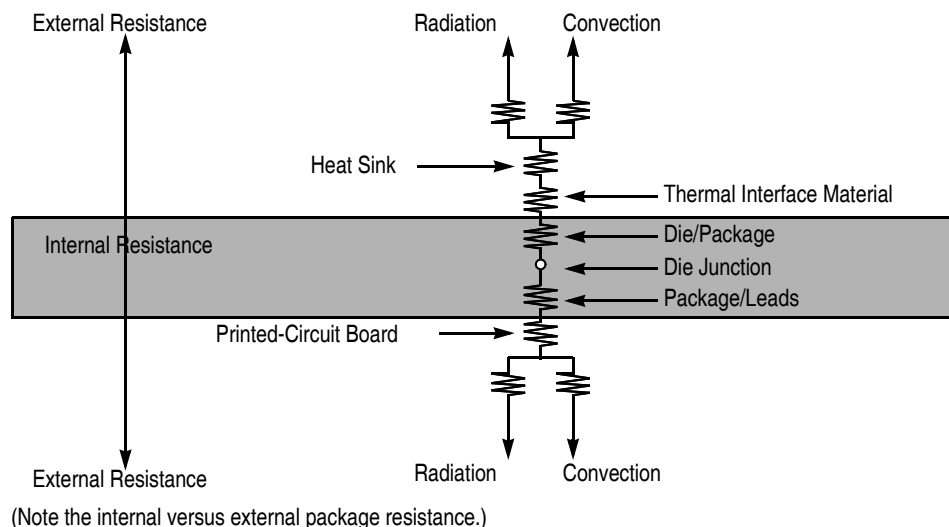 External Resistance
Radiation
Convection
Heat Sink
Thermal Interface Material
Internal Resistance
Die/Package
Die Junction
Package/Leads
Printed-Circuit Board
Radiation
Convection
External Resistance
(Note the internal versus external package resistance.)